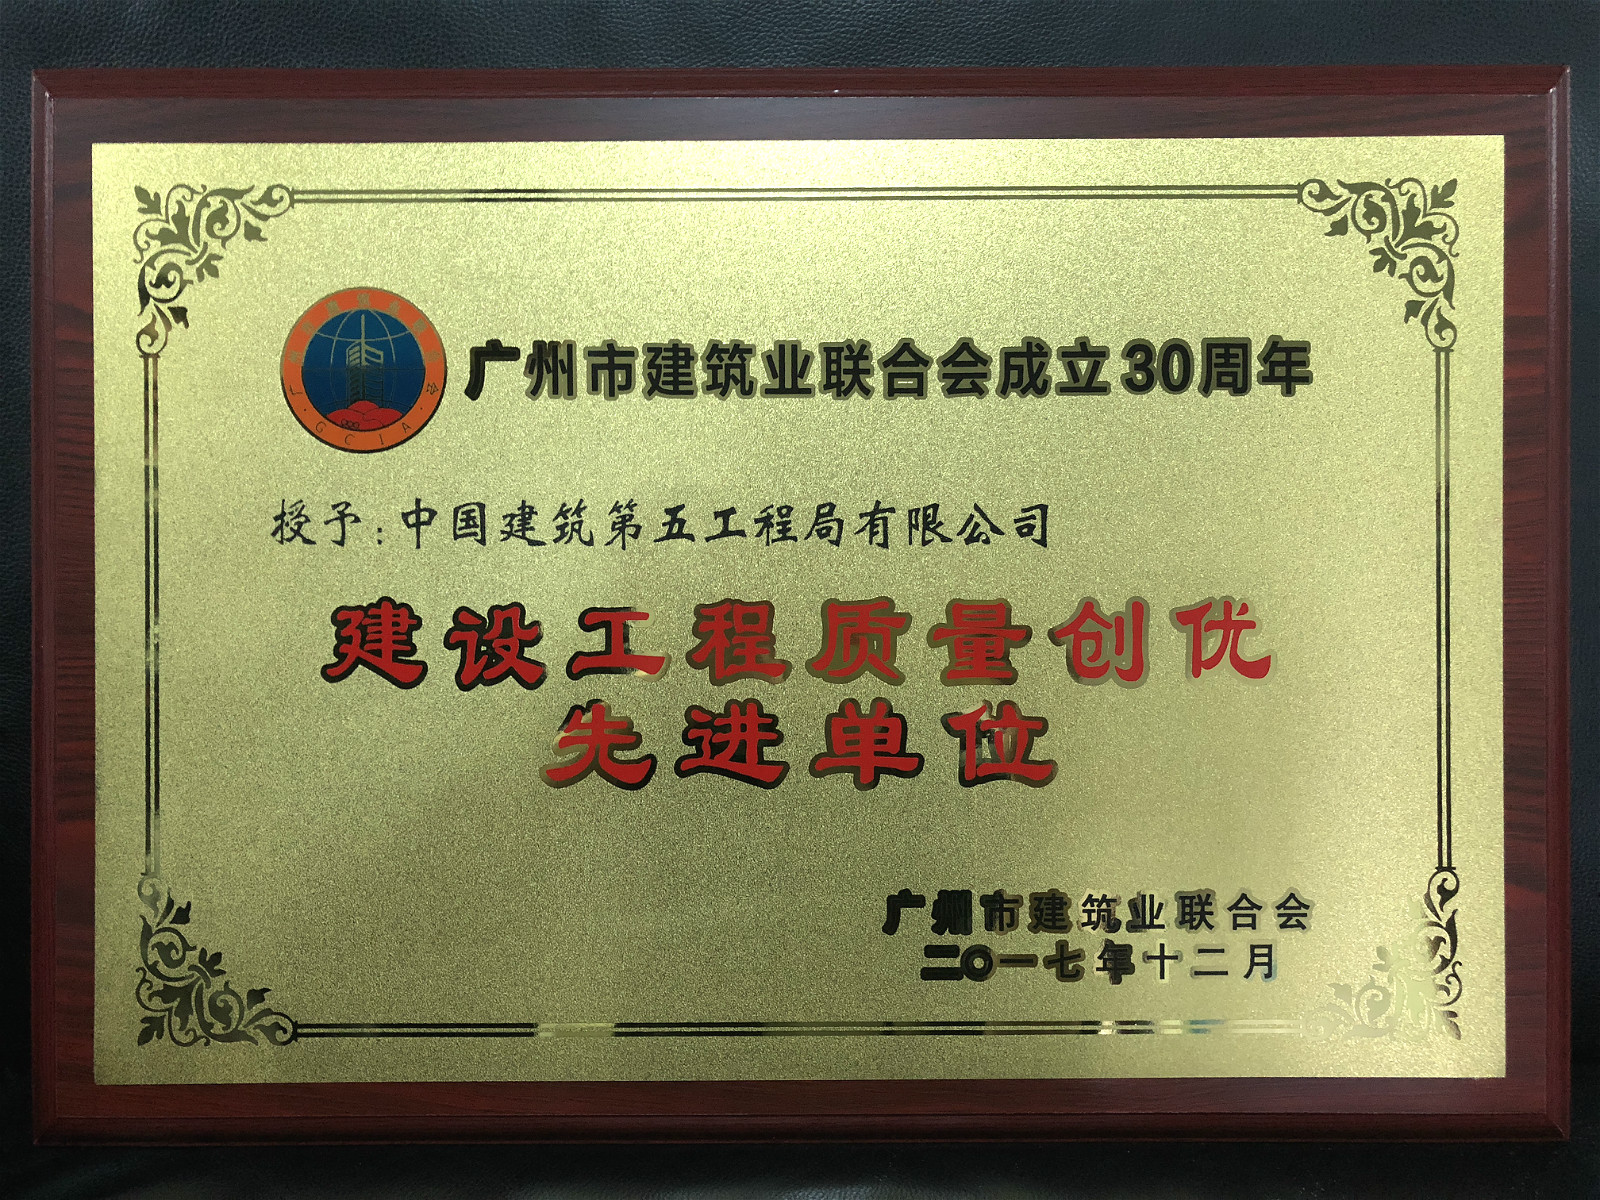 广州市建筑业联合会成立30周年
GCIA
授予:中国建筑第五工程局有限公司
建设工程质量创优
先进单位
广州市建筑业联合会
二〇一七年十二月